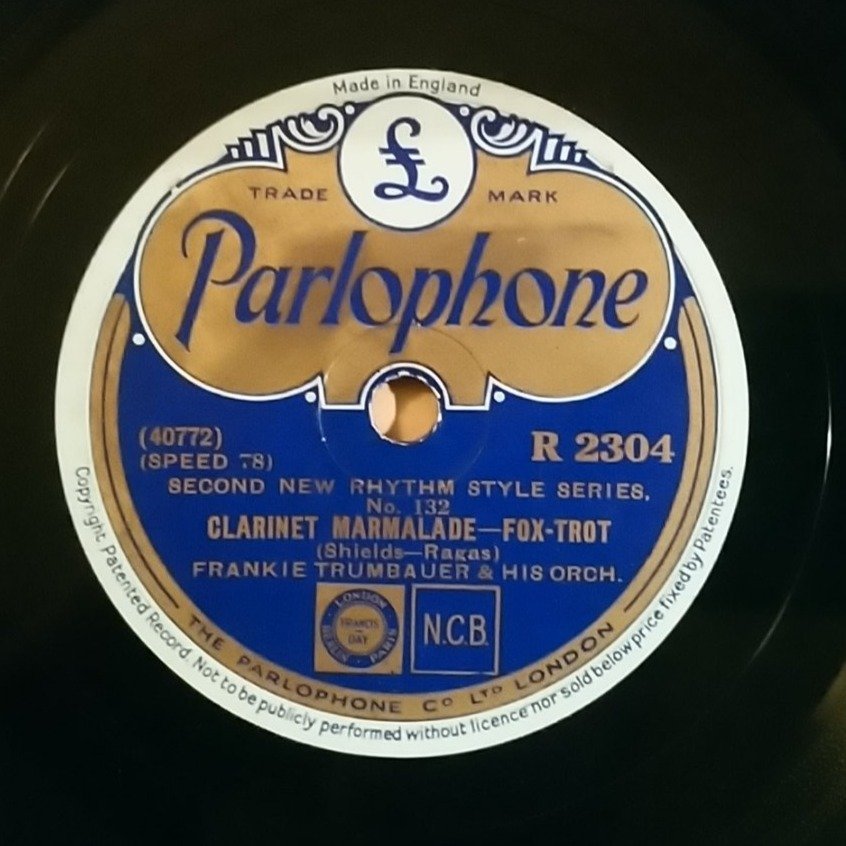 Made in England
£
TRADE MARK
Parlophone
(40772)
R 2304
(SPEED 78)
SECOND NEW RHYTHM STYLE SERIES,
No. 132
CLARINET MARMALADE—FOX-TROT
(Shields—Ragas)
FRANKIE TRUMBAUER & HIS ORCH.
LONDON
FRANCIS
DAY
BERLIN PARIS
N.C.B.
THE PARLOPHONE CO LTD LONDON
Copyright Patented Record. Not to be publicly performed without licence nor sold below price fixed by Patentees.